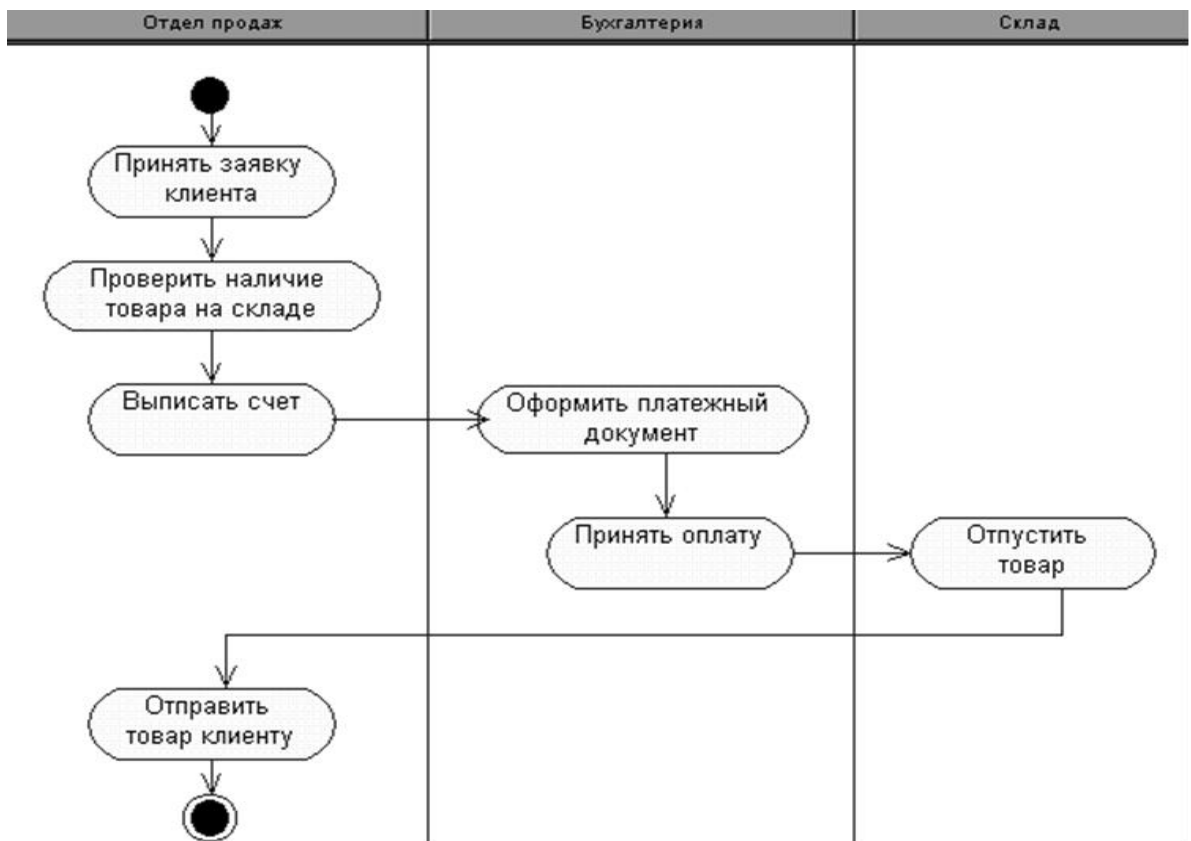 Отдел продаж
Бухгалтерия
Склад
Принять заявку
клиента
Проверить наличие
товара на складе
Выписать счет
Оформить платежный
документ
Принять оплату
Отпустить
товар
Отправить
товар клиенту